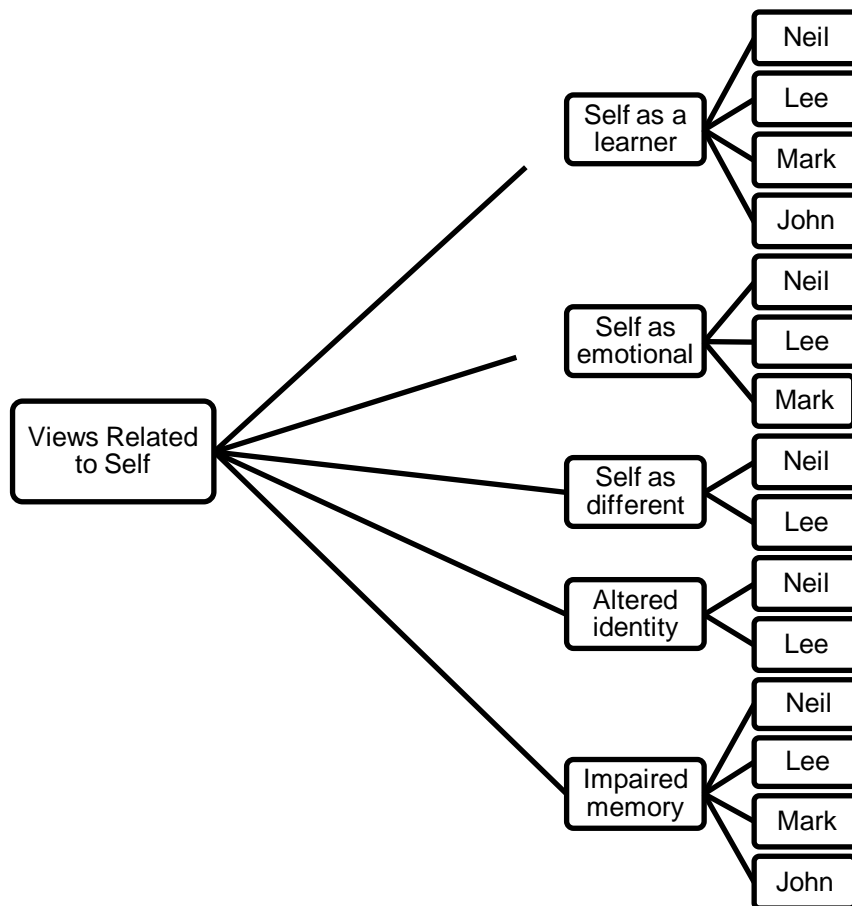 Views Related
to Self
Self as a
learner
Neil
Lee
Mark
John
Self as
emotional
Neil
Lee
Mark
Self as
different
Neil
Lee
Altered
identity
Neil
Lee
Impaired
memory
Neil
Lee
Mark
John